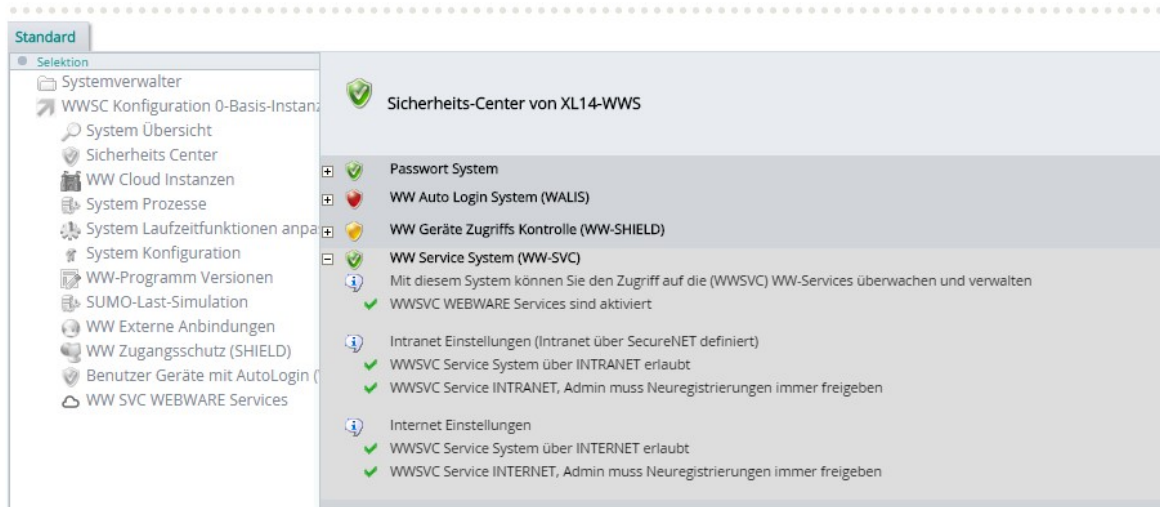 Standard
Selektion
Systemverwalter
WWSC Konfiguration 0-Basis-Instanz
System Übersicht
Sicherheits Center
WW Cloud Instanzen
System Prozesse
System Laufzeitfunktionen anpa
System Konfiguration
WW-Programm Versionen
SUMO-Last-Simulation
WW Externe Anbindungen
WW Zugangsschutz (SHIELD)
Benutzer Geräte mit AutoLogin (
WW SVC WEBWARE Services
Sicherheits-Center von XL14-WWS
Passwort System
WW Auto Login System (WALIS)
WW Geräte Zugriffs Kontrolle (WW-SHIELD)
WW Service System (WW-SVC)
Mit diesem System können Sie den Zugriff auf die (WWSVC) WW-Services überwachen und verwalten
WWSVC WEBWARE Services sind aktiviert
Intranet Einstellungen (Intranet über SecureNET definiert)
WWSVC Service System über INTRANET erlaubt
WWSVC Service INTRANET, Admin muss Neuregistrierungen immer freigeben
Internet Einstellungen
WWSVC Service System über INTERNET erlaubt
WWSVC Service INTERNET, Admin muss Neuregistrierungen immer freigeben